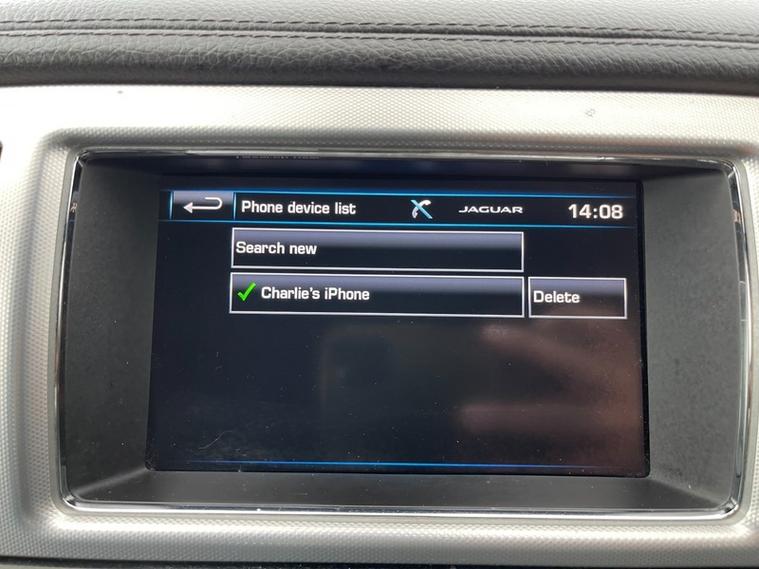 Phone device list
JAGUAR
14:08
Search new
Charlie's iPhone
Delete